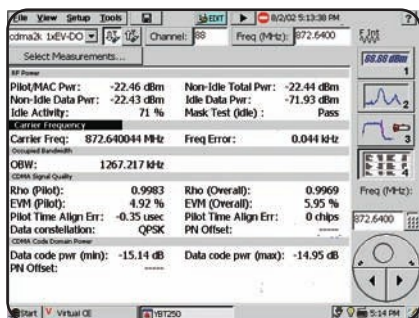 File View Setup Tools EDIT 8/2/02 5:13:38 PM ?
cdma2k 1xEV-DO Channel: 88 Freq (MHz): 872.6400
Select Measurements...
RF Power
Pilot/MAC Pwr: -22.46 dBm Non-Idle Total Pwr: -22.44 dBm
Non-Idle Data Pwr: -22.43 dBm Idle Data Pwr: -71.93 dBm
Idle Activity: 71 % Mask Test (idle) : Pass
Carrier Frequency
Carrier Freq: 872.640044 MHz Freq Error: 0.044 kHz
Occupied Bandwidth
OBW: 1267.217 kHz
CDMA Signal Quality
Rho (Pilot): 0.9983 Rho (Overall): 0.9969
EVM (Pilot): 4.92 % EVM (Overall): 5.95 %
Pilot Time Align Err: -0.35 usec Pilot Time Align Err: 0 chips
Data constellation: QPSK PN Offset: -----
CDMA Code Domain Power
Data code pwr (min): -15.14 dB Data code pwr (max): -14.95 dB
PN Offset: -----
1
2
3
4
Freq (MHz):
872.6400
Start Virtual CE YBT250 5:14 PM